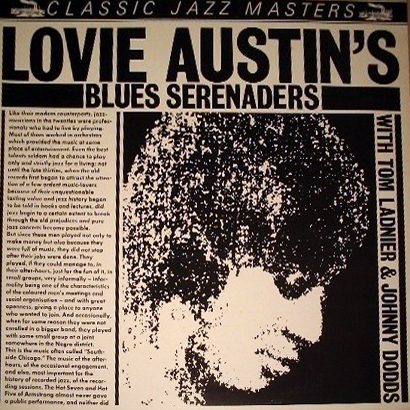 CLASSIC JAZZ MASTERS
LOVIE AUSTIN'S
BLUES SERENADERS
WITH TOM LADNIER & JOHNNY DODDS
Like their modern counterparts, jazz-
musicians in the twenties were profes-
sionals who had to live by playing.
Most of them worked in orchestras
which provided the music at some
place of entertainment. Even the best
talents seldom had a chance to play
only and strictly jazz for a living; not
until the late thirties, when the old
records first began to attract the atten-
tion of a few ardent music-lovers
because of their unquestionable
lasting value and jazz history began
to be told in books and lectures, did
jazz begin to a certain extent to break
through the old prejudices and pure
jazz concerts become possible.
But since these men played not only to
make money but also because they
were full of music, they did not stop
after their jobs were done. They
played, if they could manage to, in
their after-hours, just for the fun of it, in
small groups, very informally – infor-
mality being one of the characteristics
of the coloured man's meetings and
social organisation – and with great
openness, giving a place to anyone
who wanted to join. And occasionally,
when for some reason they were not
enrolled in a bigger band, they played
with some small group at a joint
somewhere in the Negro district.
This is the music often called "South-
side Chicago." The music of the after-
hours, of the occasional engagement,
and also, most important for the
history of recorded jazz, of the recor-
ding sessions. The Hot Seven and Hot
Five of Armstrong almost never gave
a public performance, and neither did